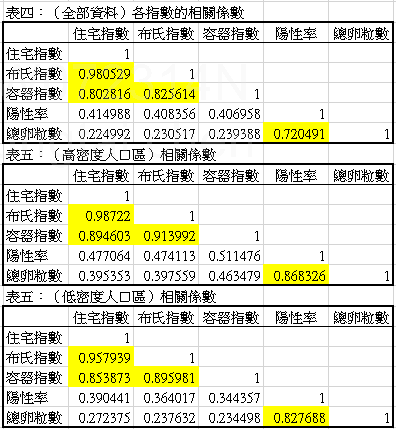 表四：（全部資料）各指數的相關係數
住宅指數 布氏指數 容器指數 陽性率 總卵粒數
住宅指數 1
布氏指數 0.980529 1
容器指數 0.802816 0.825614 1
陽性率 0.414988 0.408356 0.406958 1
總卵粒數 0.224992 0.230517 0.239388 0.720491 1
表五：（高密度人口區）相關係數
住宅指數 布氏指數 容器指數 陽性率 總卵粒數
住宅指數 1
布氏指數 0.98722 1
容器指數 0.894603 0.913992 1
陽性率 0.477064 0.474113 0.511476 1
總卵粒數 0.395353 0.397559 0.463479 0.868326 1
表五：（低密度人口區）相關係數
住宅指數 布氏指數 容器指數 陽性率 總卵粒數
住宅指數 1
布氏指數 0.957939 1
容器指數 0.853873 0.895981 1
陽性率 0.390441 0.364017 0.344357 1
總卵粒數 0.272375 0.237632 0.234498 0.827688 1